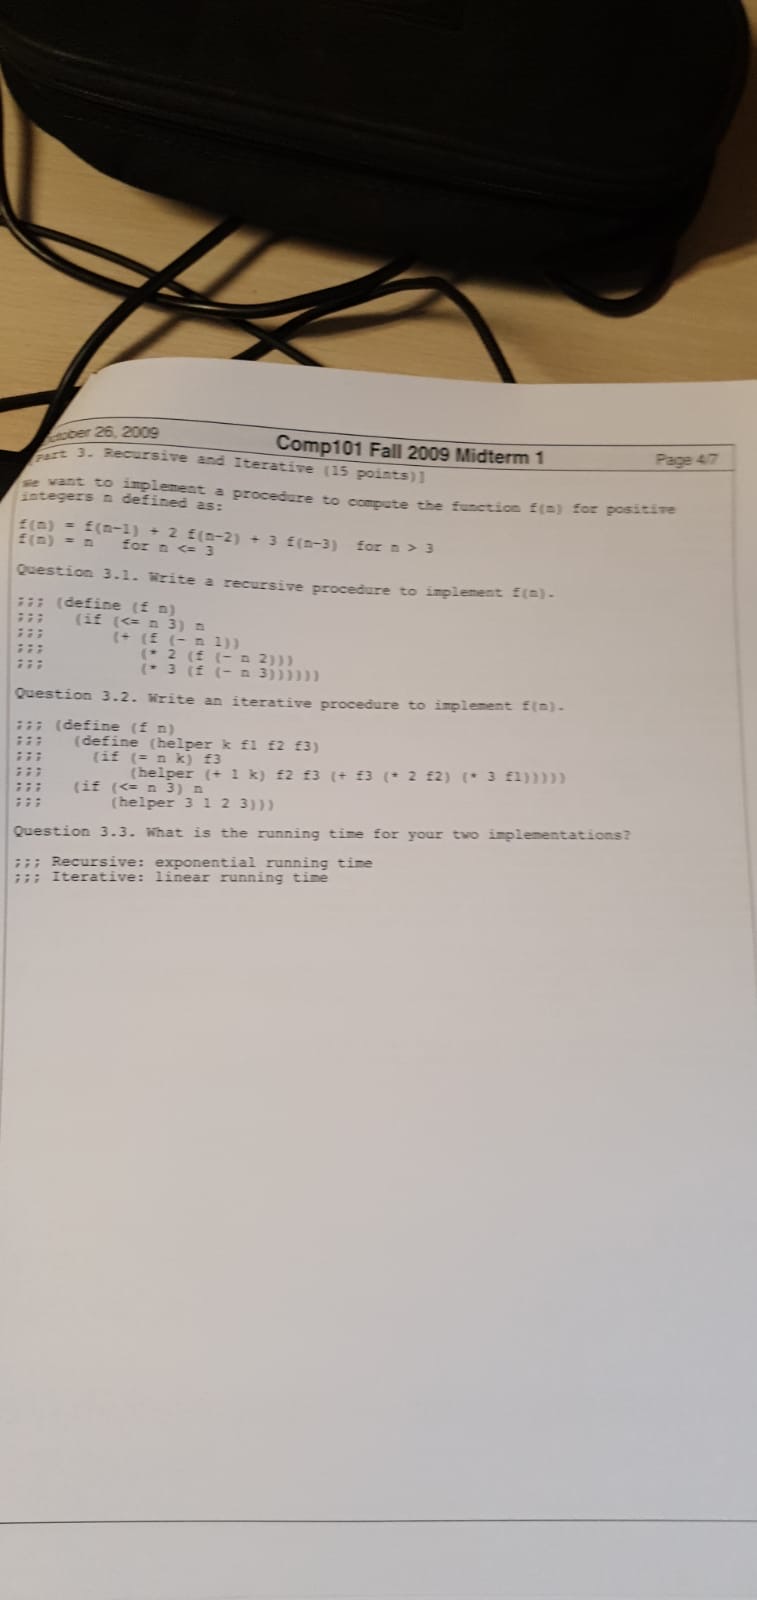 October 26, 2009 Comp101 Fall 2009 Midterm 1 Page 4/7
[Part 3. Recursive and Iterative (15 points)]
We want to implement a procedure to compute the function f(n) for positive
integers n defined as:
f(n) = f(n-1) + 2 f(n-2) + 3 f(n-3) for n > 3
f(n) = n for n <= 3
Question 3.1. Write a recursive procedure to implement f(n).
;;; (define (f n)
;;; (if (<= n 3) n
;;; (+ (f (- n 1))
;;; (* 2 (f (- n 2)))
;;; (* 3 (f (- n 3))))))
Question 3.2. Write an iterative procedure to implement f(n).
;;; (define (f n)
;;; (define (helper k f1 f2 f3)
;;; (if (= n k) f3
;;; (helper (+ 1 k) f2 f3 (+ f3 (* 2 f2) (* 3 f1)))))
;;; (if (<= n 3) n
;;; (helper 3 1 2 3)))
Question 3.3. What is the running time for your two implementations?
;;; Recursive: exponential running time
;;; Iterative: linear running time